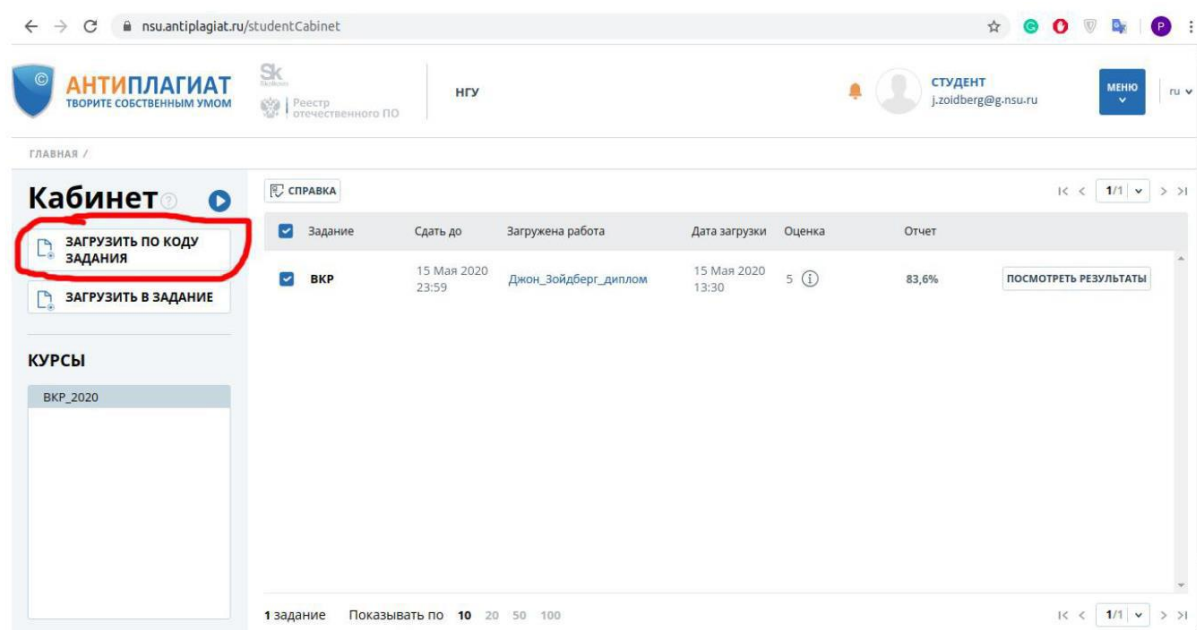 nsu.antiplagiat.ru/studentCabinet
АНТИПЛАГИАТ
ТВОРИТЕ СОБСТВЕННЫМ УМОМ
Sk
Реестр
отечественного ПО
НГУ
СТУДЕНТ
j.zoidberg@g.nsu.ru
МЕНЮ
ru
ГЛАВНАЯ /
Кабинет
СПРАВКА
1/1
ЗАГРУЗИТЬ ПО КОДУ
ЗАДАНИЯ
ЗАГРУЗИТЬ В ЗАДАНИЕ
КУРСЫ
ВКР_2020
Задание Сдать до Загружена работа Дата загрузки Оценка Отчет
ВКР 15 Мая 2020 23:59 Джон_Зойдберг_диплом 15 Мая 2020 13:30 5 83,6% ПОСМОТРЕТЬ РЕЗУЛЬТАТЫ
1 задание Показывать по 10 20 50 100 1/1